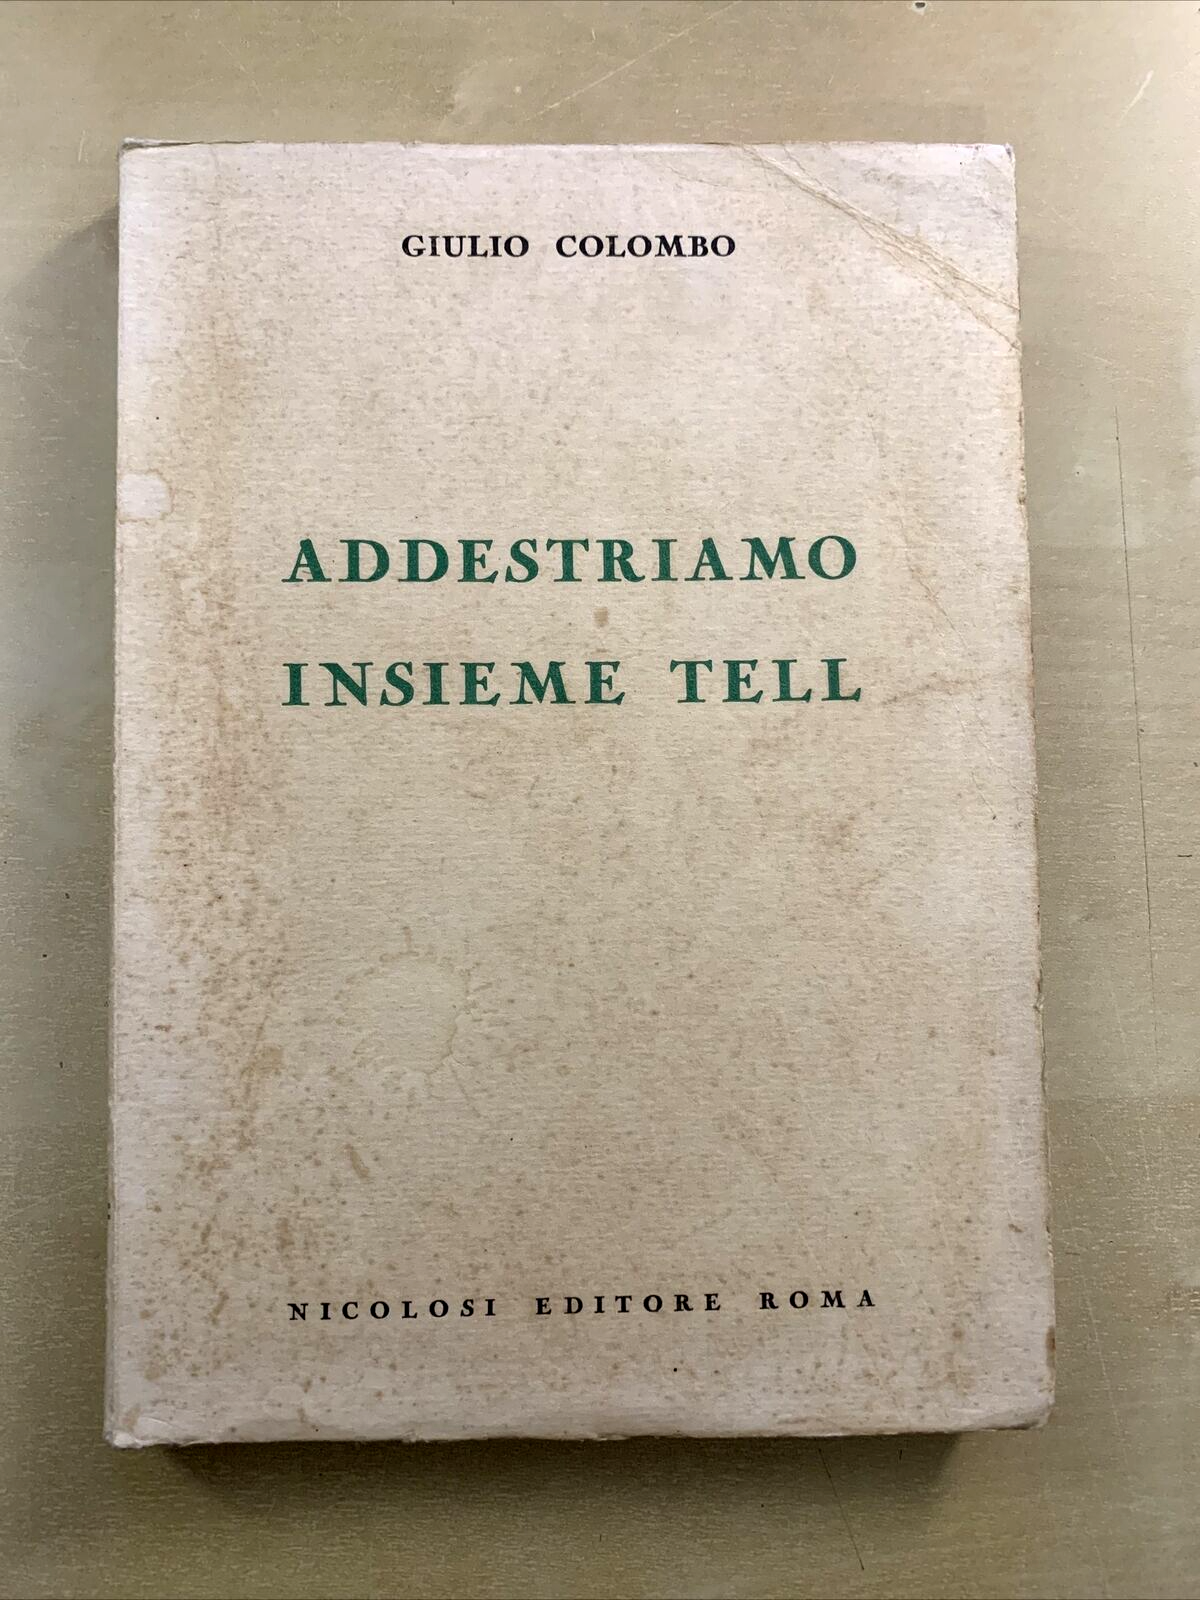 GIULIO COLOMBO
ADDESTRIAMO
INSIEME TELL
NICOLOSI EDITORE ROMA